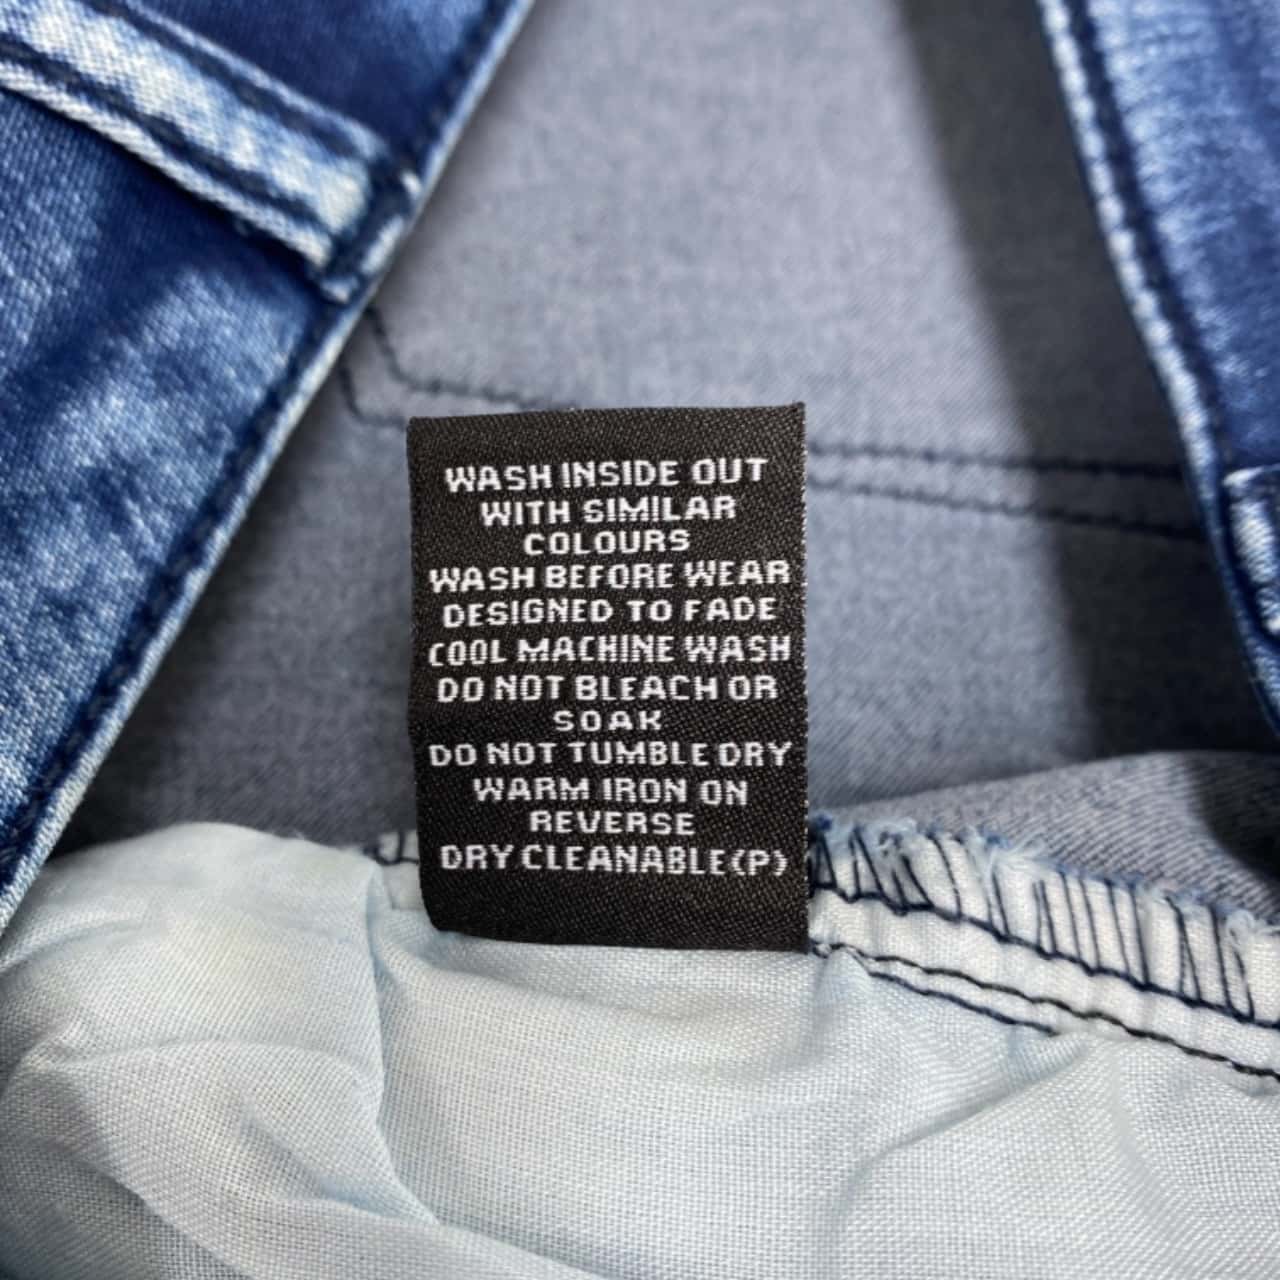 WASH INSIDE OUT
WITH SIMILAR
COLOURS
WASH BEFORE WEAR
DESIGNED TO FADE
COOL MACHINE WASH
DO NOT BLEACH OR
SOAK
DO NOT TUMBLE DRY
WARM IRON ON
REVERSE
DRY CLEANABLE(P)